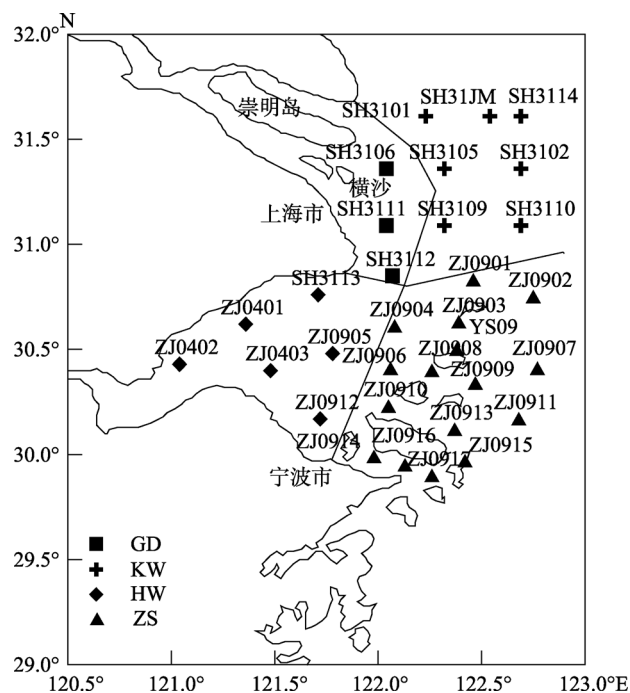 N
32.0°
SH31JM SH3114
崇明岛 SH3101
31.5°
SH3106 SH3105 SH3102
横沙
上海市 SH3111 SH3109 SH3110
31.0°
SH3112
ZJ0901
SH3113 ZJ0902
ZJ0401 ZJ0904 ZJ0903
YS09
ZJ0905
ZJ0402 ZJ0403 ZJ0906 ZJ0908 ZJ0907
30.5°
ZJ0909
ZJ0912 ZJ0910 ZJ0911
ZJ0913
ZJ0914 ZJ0916 ZJ0915
30.0°
ZJ091
宁波市
29.5°
GD
KW
HW
ZS
29.0°
120.5° 121.0° 121.5° 122.0° 122.5° 123.0°E